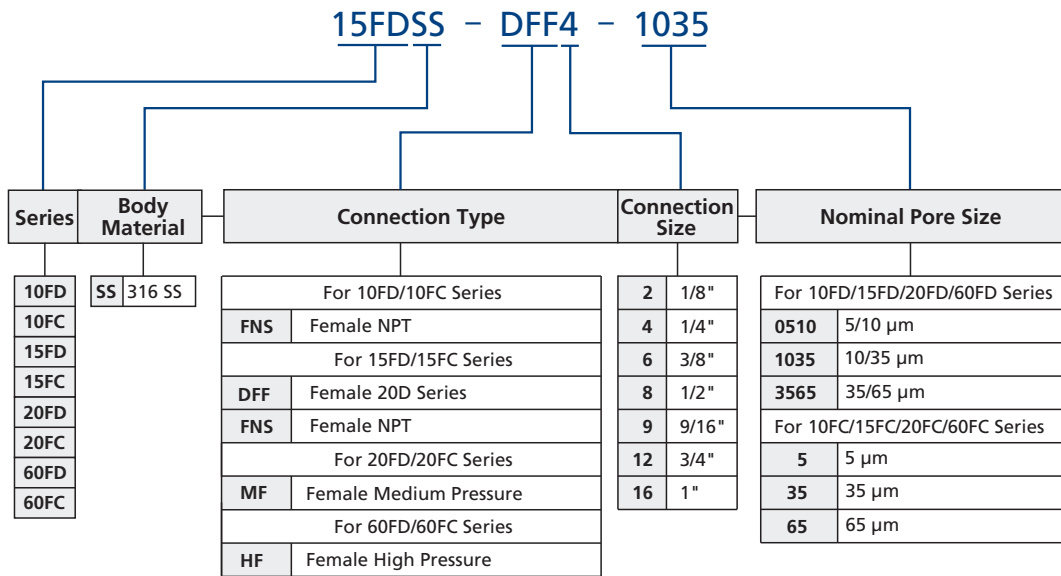 15FDSS – DFF4 – 1035
Series
Body
Material
Connection Type
Connection
Size
Nominal Pore Size
10FD
10FC
15FD
15FC
20FD
20FC
60FD
60FC
SS 316 SS
For 10FD/10FC Series
FNS Female NPT
For 15FD/15FC Series
DFF Female 20D Series
FNS Female NPT
For 20FD/20FC Series
MF Female Medium Pressure
For 60FD/60FC Series
HF Female High Pressure
2 1/8"
4 1/4"
6 3/8"
8 1/2"
9 9/16"
12 3/4"
16 1"
For 10FD/15FD/20FD/60FD Series
0510 5/10 μm
1035 10/35 μm
3565 35/65 μm
For 10FC/15FC/20FC/60FC Series
5 5 μm
35 35 μm
65 65 μm